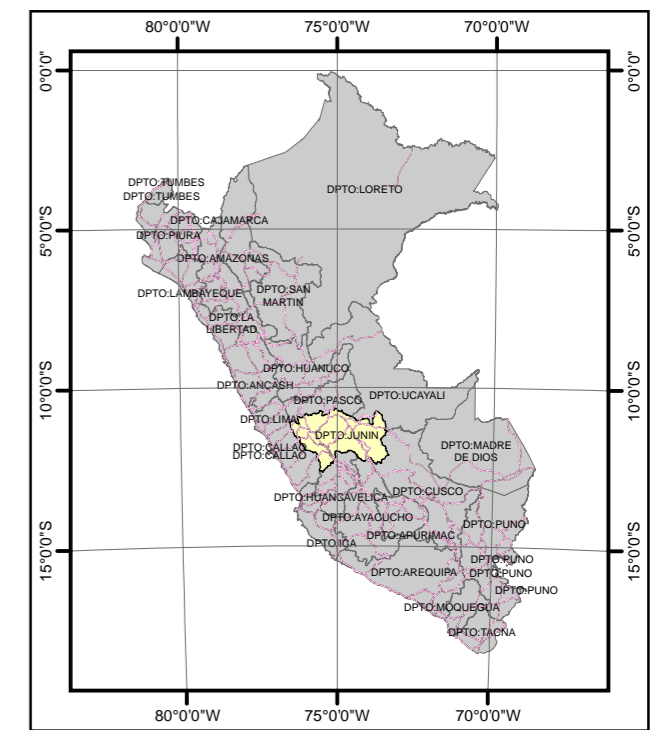 80°0'0"W 75°0'0"W 70°0'0"W
0°0'0" 0°0'0"
DPTO:TUMBES
DPTO:LORETO
DPTO:TUMBES
DPTO:CAJAMARCA
5°0'0"S 5°0'0"S
DPTO:PIURA
DPTO:AMAZONAS
DPTO:LAMBAYEQUE
DPTO:SAN
MARTIN
DPTO:LA
LIBERTAD
DPTO:HUANUCO
DPTO:ANCASH
10°0'0"S 10°0'0"S
DPTO:UCAYALI
DPTO:PASCO
DPTO:LIMA
DPTO:JUNIN
DPTO:CALLAO
DPTO:CALLAO
DPTO:MADRE
DE DIOS
DPTO:CUSCO
DPTO:HUANCAVELICA
DPTO:AYACUCHO
DPTO:PUNO
DPTO:APURIMAC
DPTO:ICA
15°0'0"S 15°0'0"S
DPTO:PUNO
DPTO:AREQUIPA
DPTO:PUNO
DPTO:PUNO
DPTO:MOQUEGUA
DPTO:TACNA
80°0'0"W 75°0'0"W 70°0'0"W